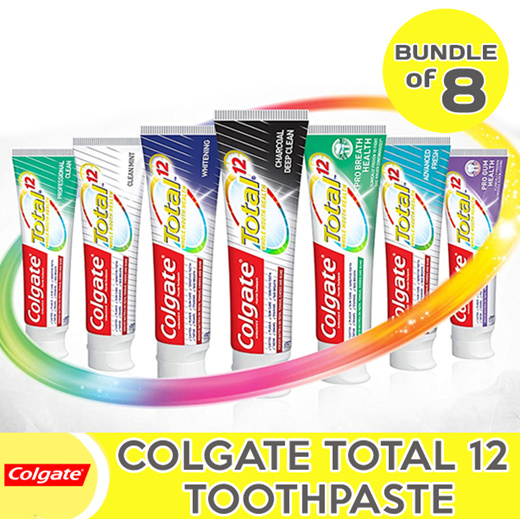 BUNDLE
of 8
PROFESSIONAL
CLEAN
Colgate Total 12
CLEAN MINT
Colgate Total 12
WHITENING
Colgate Total 12
CHARCOAL
DEEP CLEAN
Colgate Total 12
PRO BREATH
HEALTH
Colgate Total 12
ADVANCED
FRESH
Colgate Total 12
PRO GUM
HEALTH
Colgate Total 12
Colgate
COLGATE TOTAL 12
TOOTHPASTE